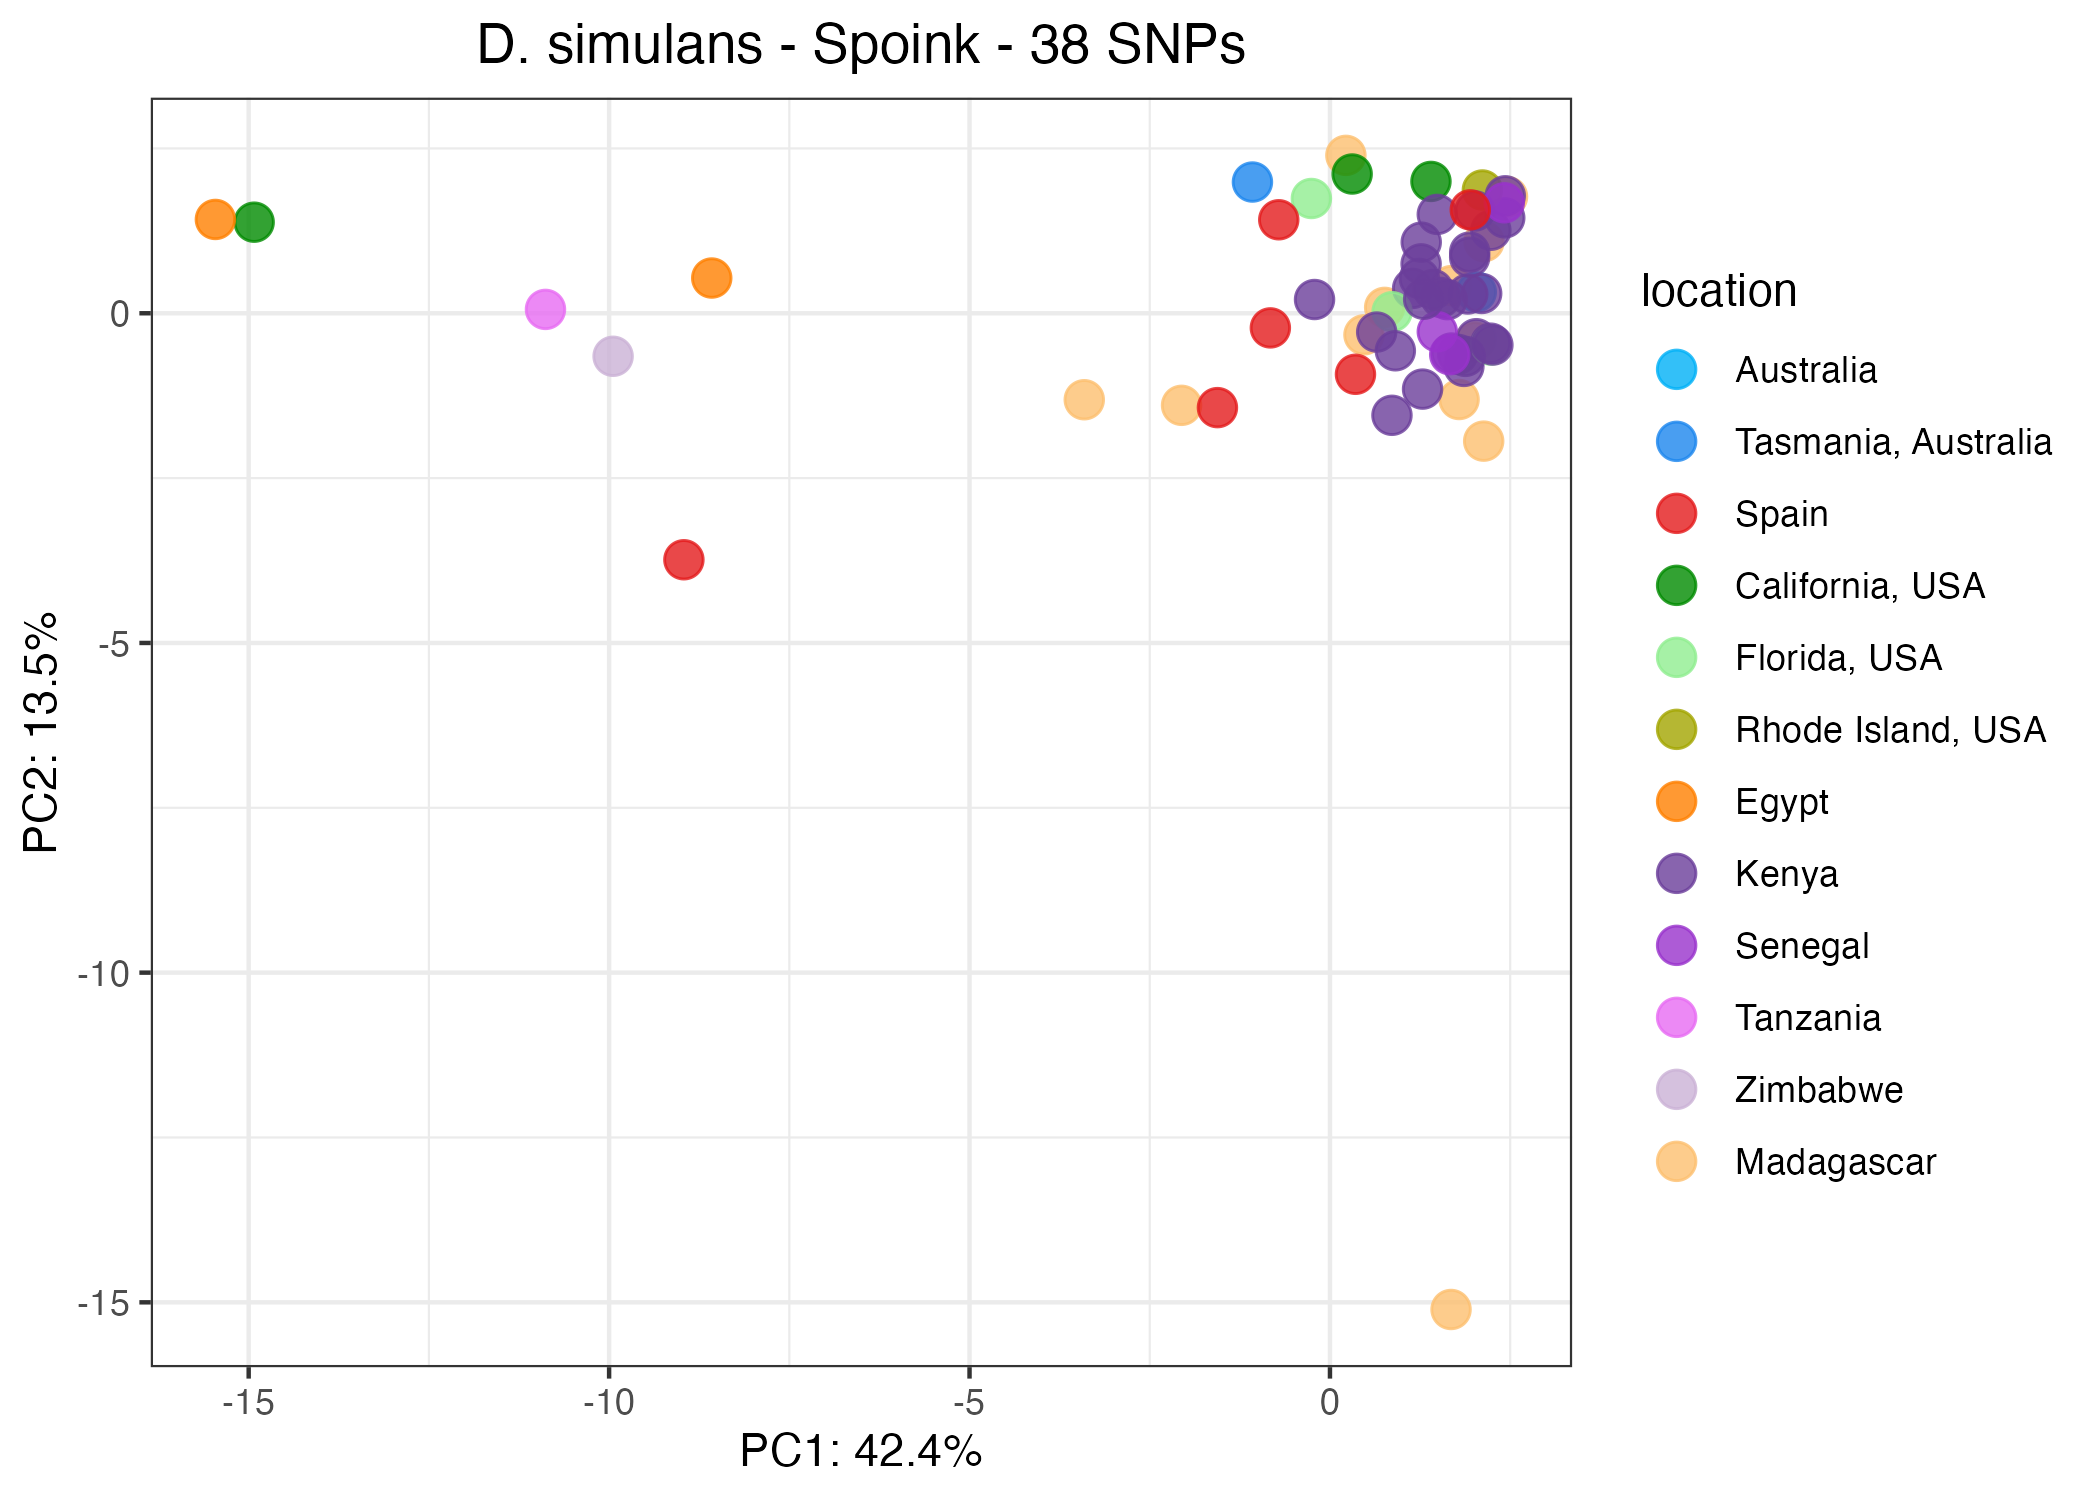 D. simulans - Spoink - 38 SNPs
0
-5
-10
-15
PC2: 13.5%
-15
-10
-5
0
PC1: 42.4%
location
Australia
Tasmania, Australia
Spain
California, USA
Florida, USA
Rhode Island, USA
Egypt
Kenya
Senegal
Tanzania
Zimbabwe
Madagascar